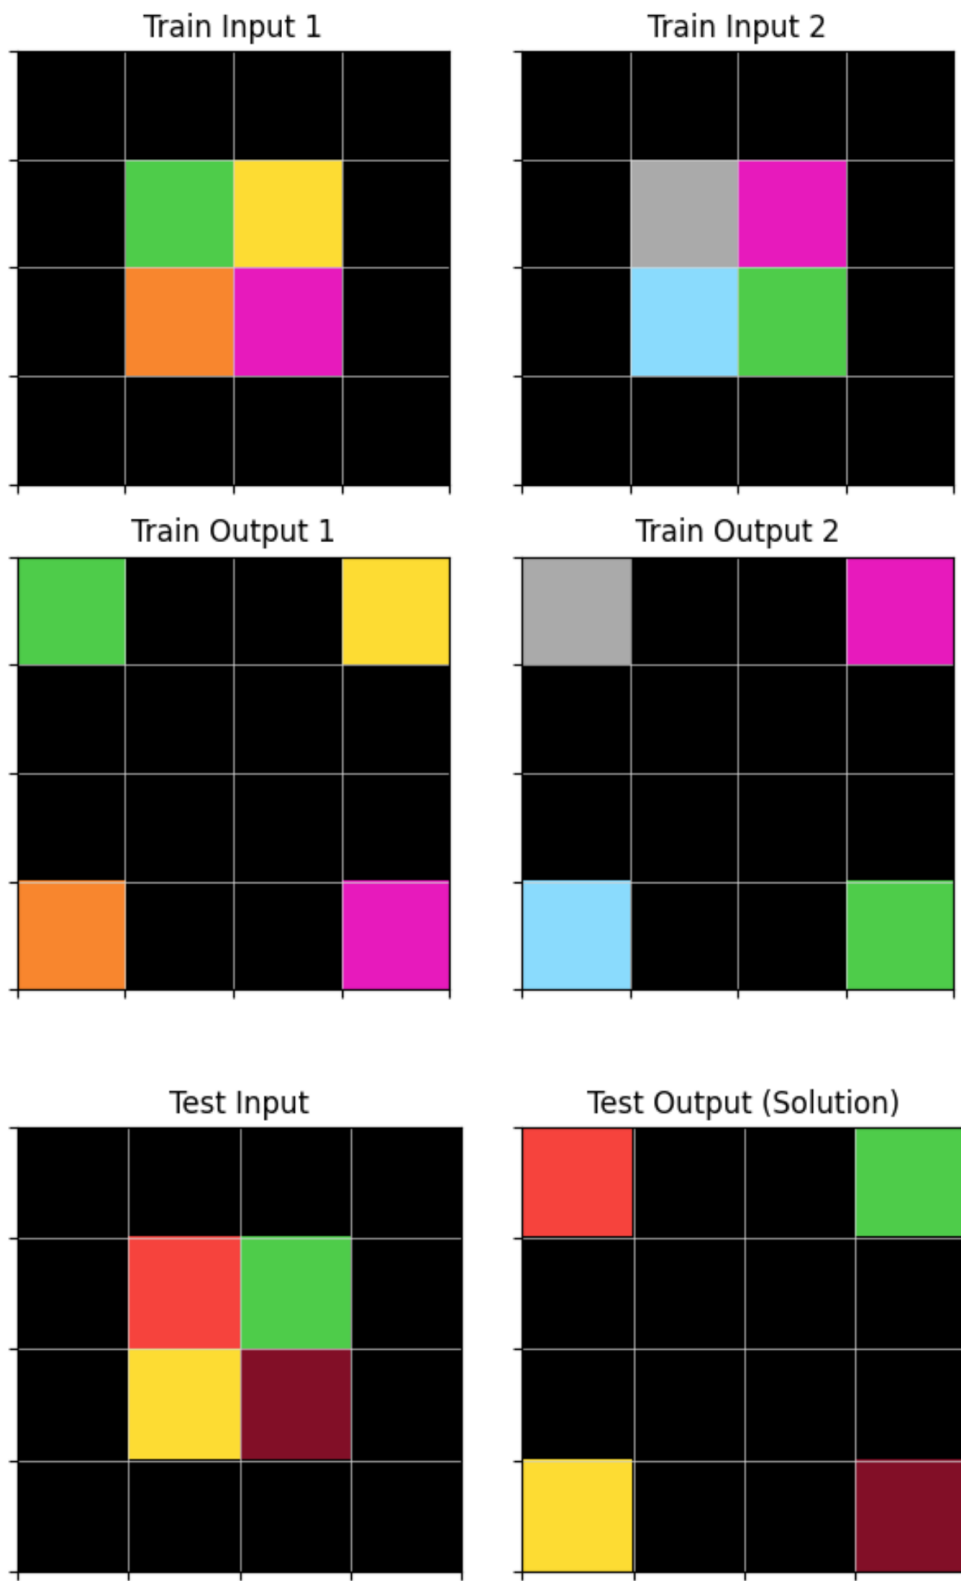 Train Input 1
Train Input 2
Train Output 1
Train Output 2
Test Input
Test Output (Solution)